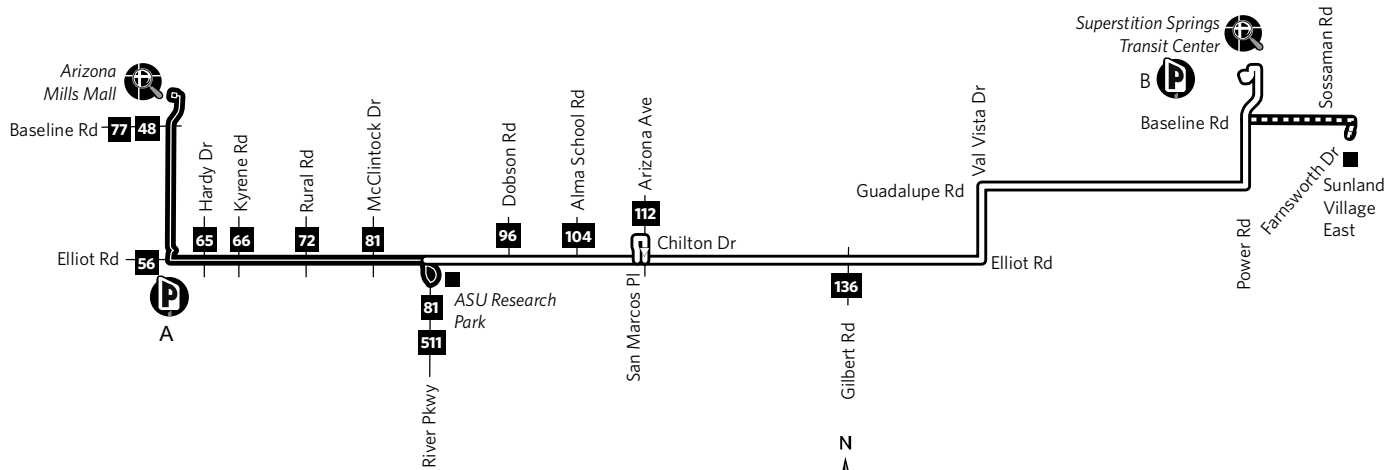 Superstition Springs
Transit Center
B
P
Sossaman Rd
Arizona
Mills Mall
Baseline Rd
77
48
Hardy Dr
Kyrene Rd
Rural Rd
McClintock Dr
Dobson Rd
Alma School Rd
Arizona Ave
Val Vista Dr
Baseline Rd
Guadalupe Rd
Farnsworth Dr
Sunland
Village
East
Power Rd
Elliot Rd
56
65
66
72
81
96
104
112
Chilton Dr
Elliot Rd
P
A
81
511
ASU Research
Park
River Pkwy
San Marcos Pl
136
Gilbert Rd
N